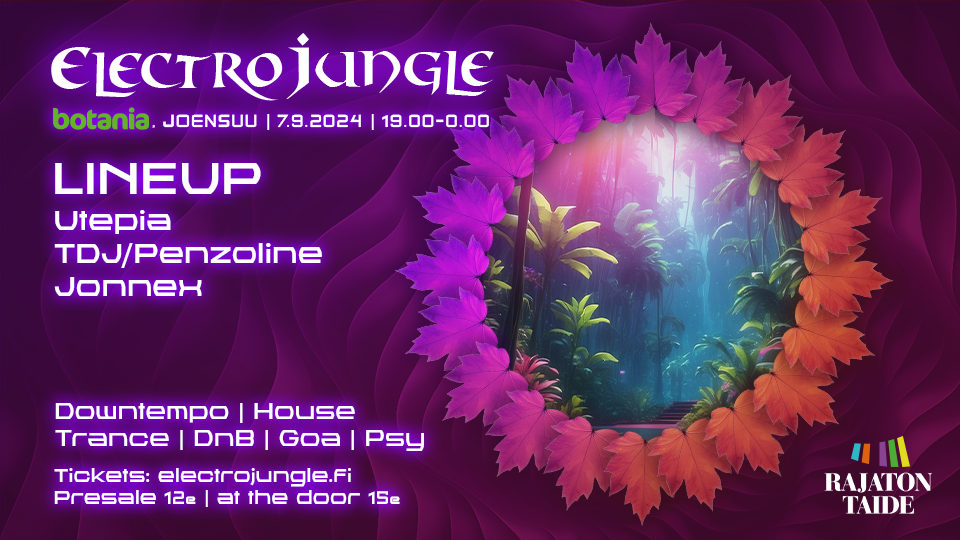 ELECTROJUNGLE
botania, JOENSUU | 7.9.2024 | 19.00-0.00
LINEUP
Utepia
TDJ/Penzoline
Jonnex
Downtempo | House
Trance | DnB | Goa | Psy
Tickets: electrojungle.fi
Presale 12e | at the door 15e
RAJATON
TAIDE